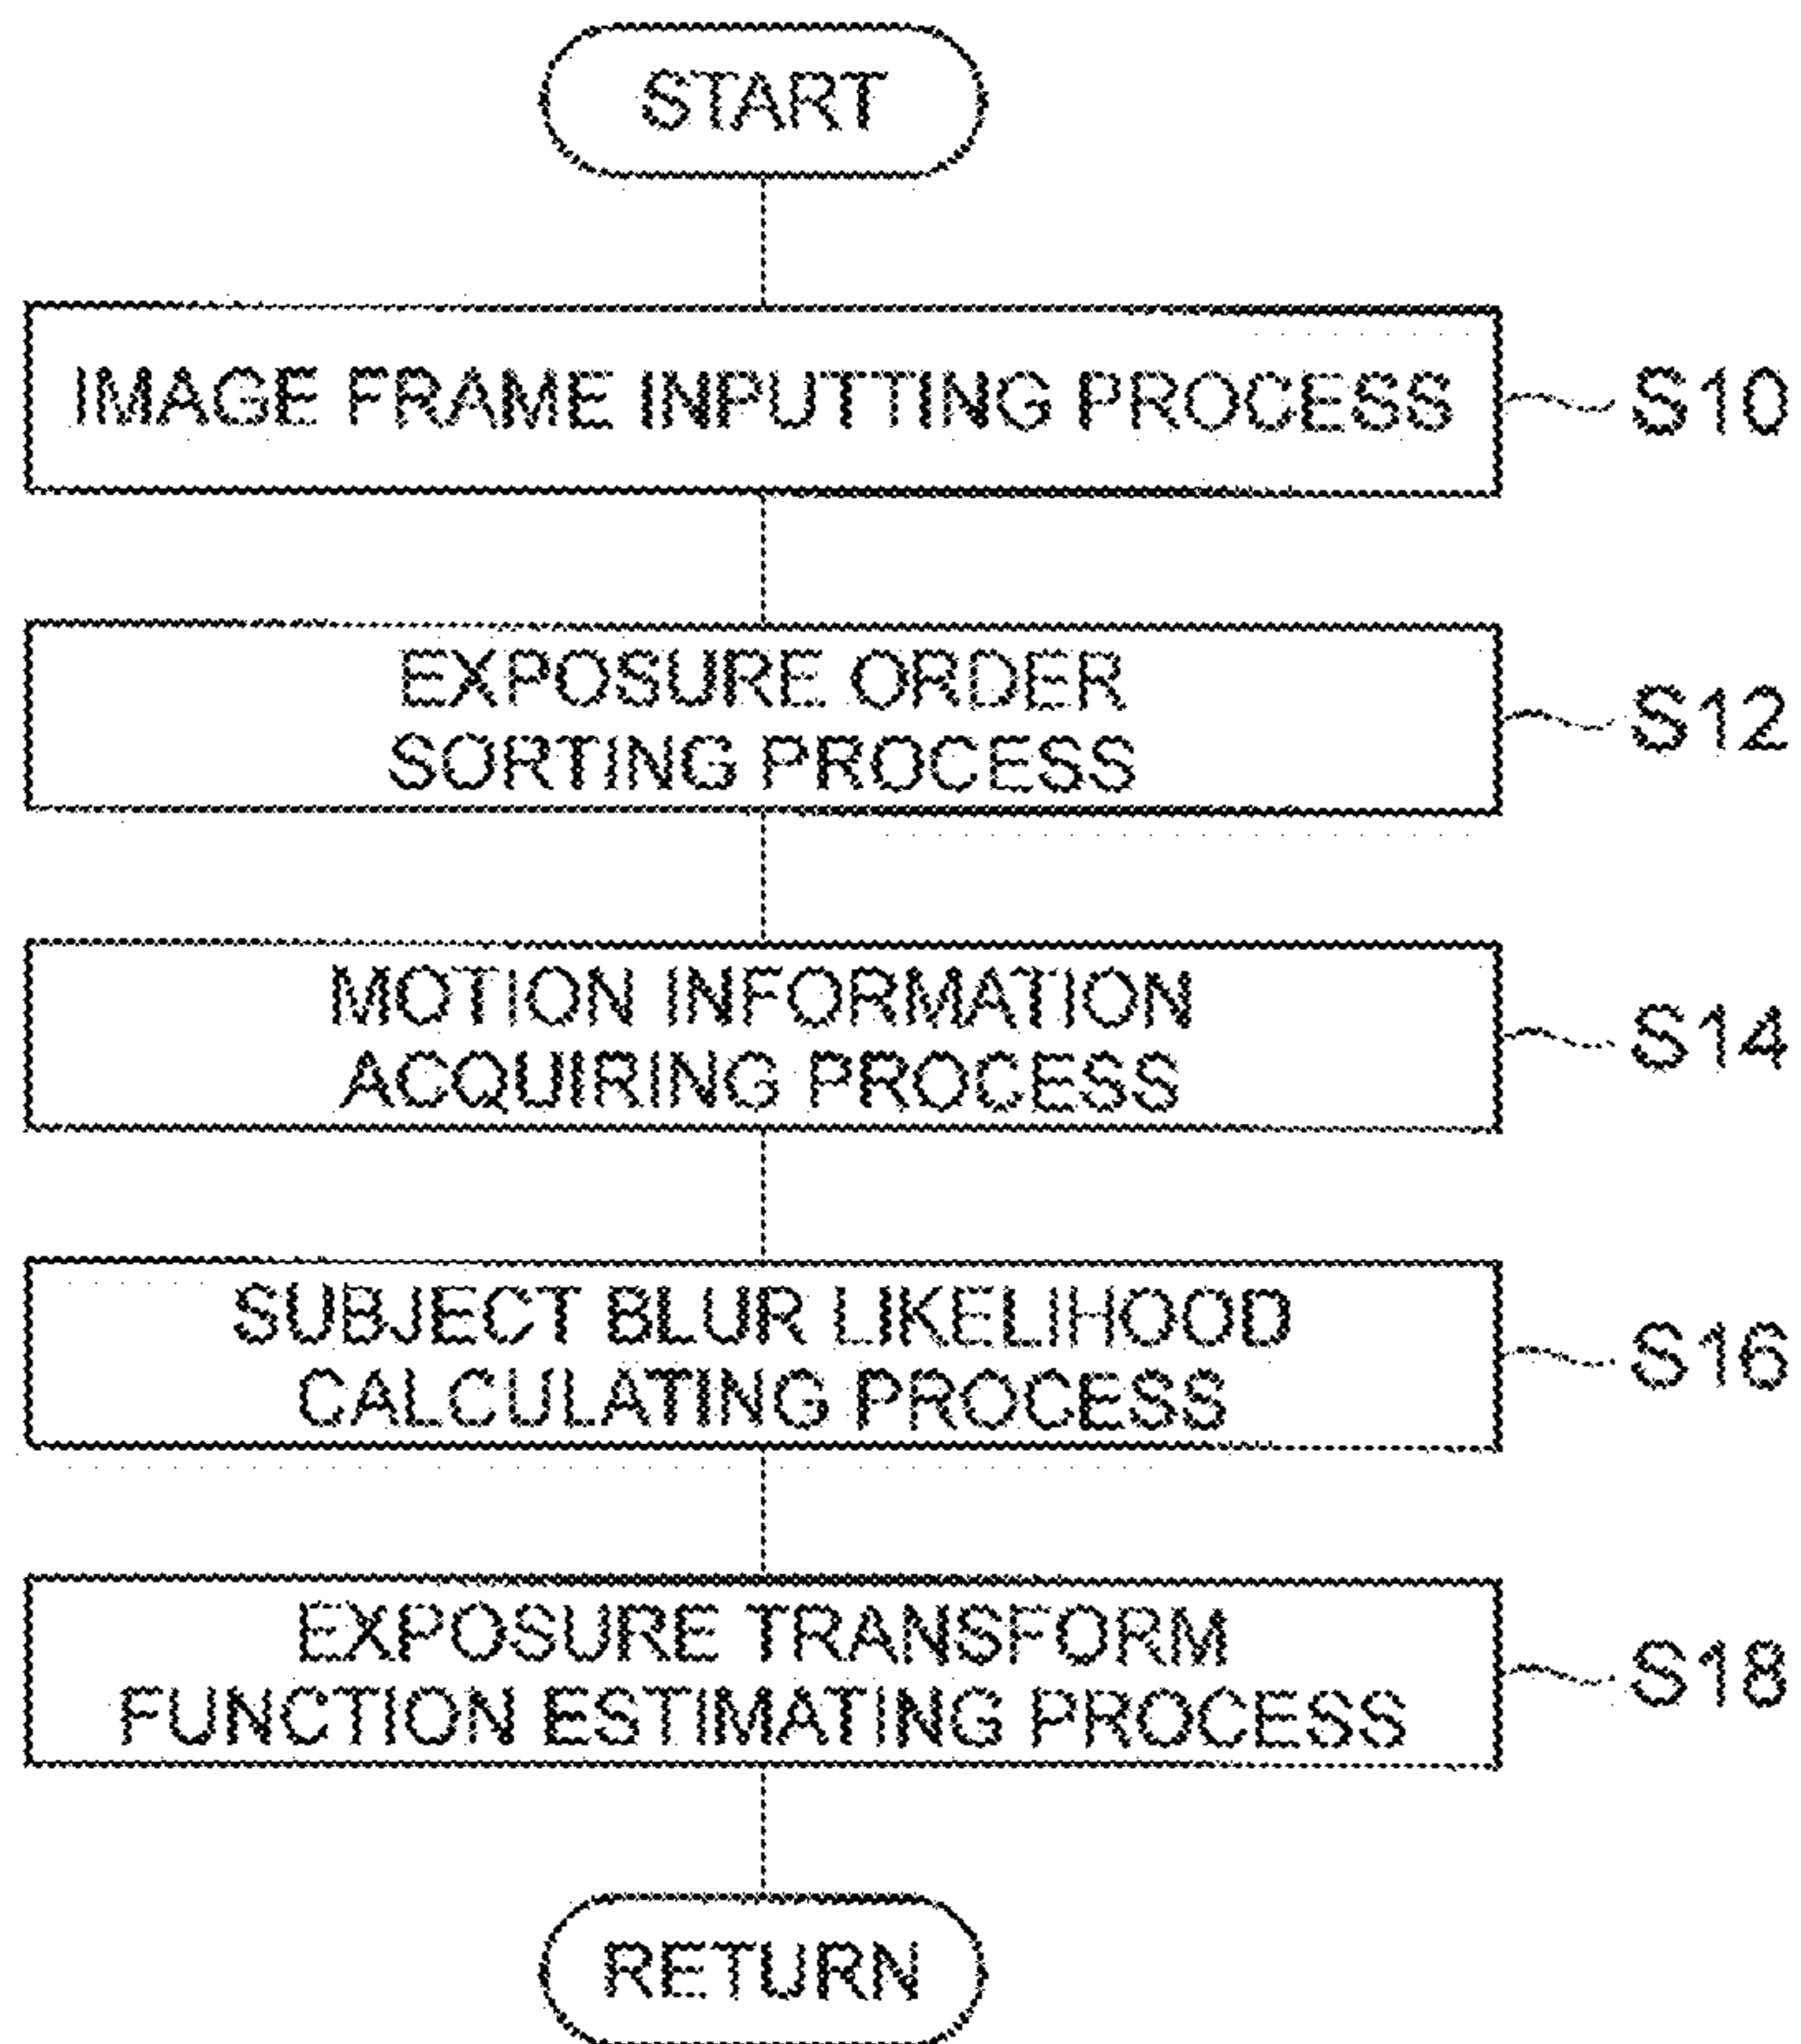 START
IMAGE FRAME INPUTTING PROCESS
S10
EXPOSURE ORDER
SORTING PROCESS
S12
MOTION INFORMATION
ACQUIRING PROCESS
S14
SUBJECT BLUR LIKELIHOOD
CALCULATING PROCESS
S16
EXPOSURE TRANSFORM
FUNCTION ESTIMATING PROCESS
S18
RETURN